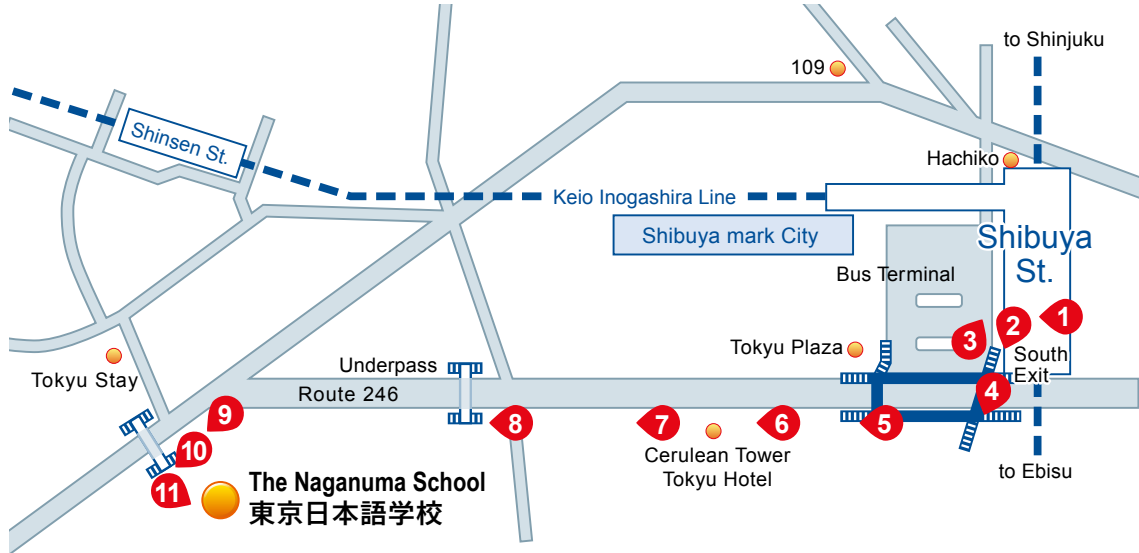 to Shinjuku
109
Shinsen St.
Hachiko
Keio Inogashira Line
Shibuya mark City
Shibuya
St.
Bus Terminal
1
2
3
Tokyu Plaza
South
Exit
Underpass
Tokyu Stay
Route 246
4
5
6
7
8
9
10
11
Cerulean Tower
Tokyu Hotel
to Ebisu
The Naganuma School
東京日本語学校